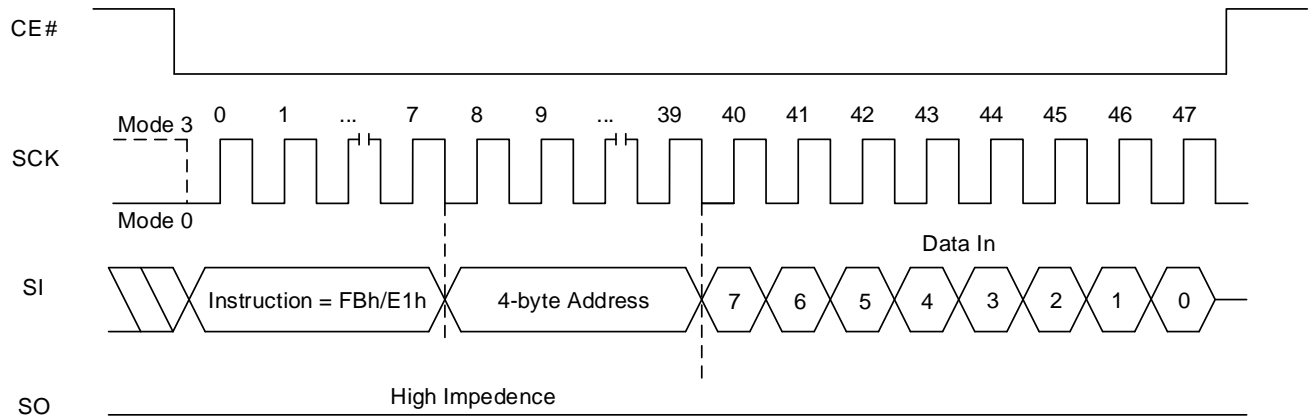 CE#
0 1 ... 7 8 9 ... 39 40 41 42 43 44 45 46 47
Mode 3
SCK
Mode 0
Data In
SI
Instruction = FBh/E1h 4-byte Address 7 6 5 4 3 2 1 0
High Impedence
SO